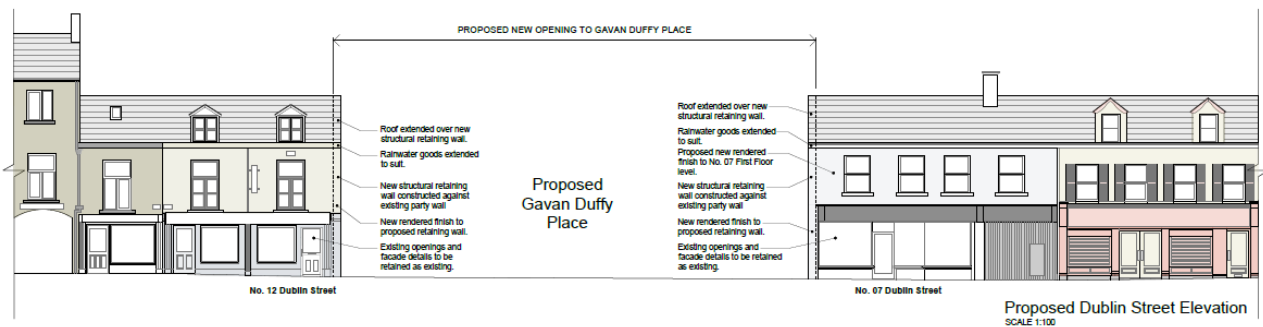 PROPOSED NEW OPENING TO GAVAN DUFFY PLACE
Roof extended over new
structural retaining wall.
Rainwater goods extended
to suit.
New structural retaining
wall constructed against
existing party wall
New rendered finish to
proposed retaining wall.
Existing openings and
facade details to be
retained as existing.
Proposed
Gavan Duffy
Place
Roof extended over new
structural retaining wall.
Rainwater goods extended
to suit.
Proposed new rendered
finish to No. 07 First Floor
level.
New structural retaining
wall constructed against
existing party wall
New rendered finish to
proposed retaining wall.
Existing openings and
facade details to be retained
as existing.
No. 12 Dublin Street
No. 07 Dublin Street
Proposed Dublin Street Elevation
SCALE 1:100